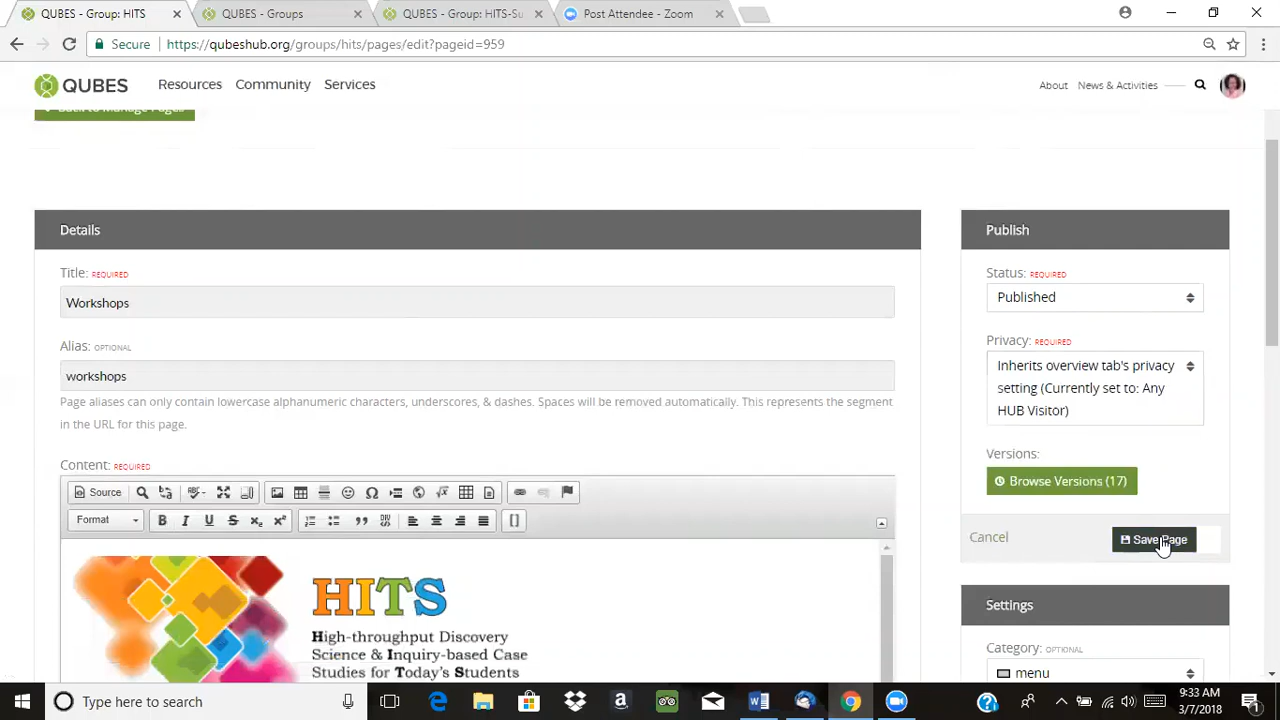 QUBES - Group: HITS
QUBES - Groups
QUBES - Group: HITS-Su
Post Attendee - Zoom
Secure
https://qubeshub.org/groups/hits/pages/edit?pageid=959
QUBES
Resources
Community
Services
About
News & Activities
Back to Manage Pages
Details
Title: REQUIRED
Workshops
Alias: OPTIONAL
workshops
Page aliases can only contain lowercase alphanumeric characters, underscores, & dashes. Spaces will be removed automatically. This represents the segment
in the URL for this page.
Content: REQUIRED
Source
Format
B I U S x₂ x²
HITS
High-throughput Discovery
Science & Inquiry-based Case
Studies for Today's Students
Publish
Status: REQUIRED
Published
Privacy: REQUIRED
Inherits overview tab's privacy
setting (Currently set to: Any
HUB Visitor)
Versions:
Browse Versions (17)
Cancel
Save Page
Settings
Category: OPTIONAL
menu
Type here to search
9:33 AM
3/7/2018